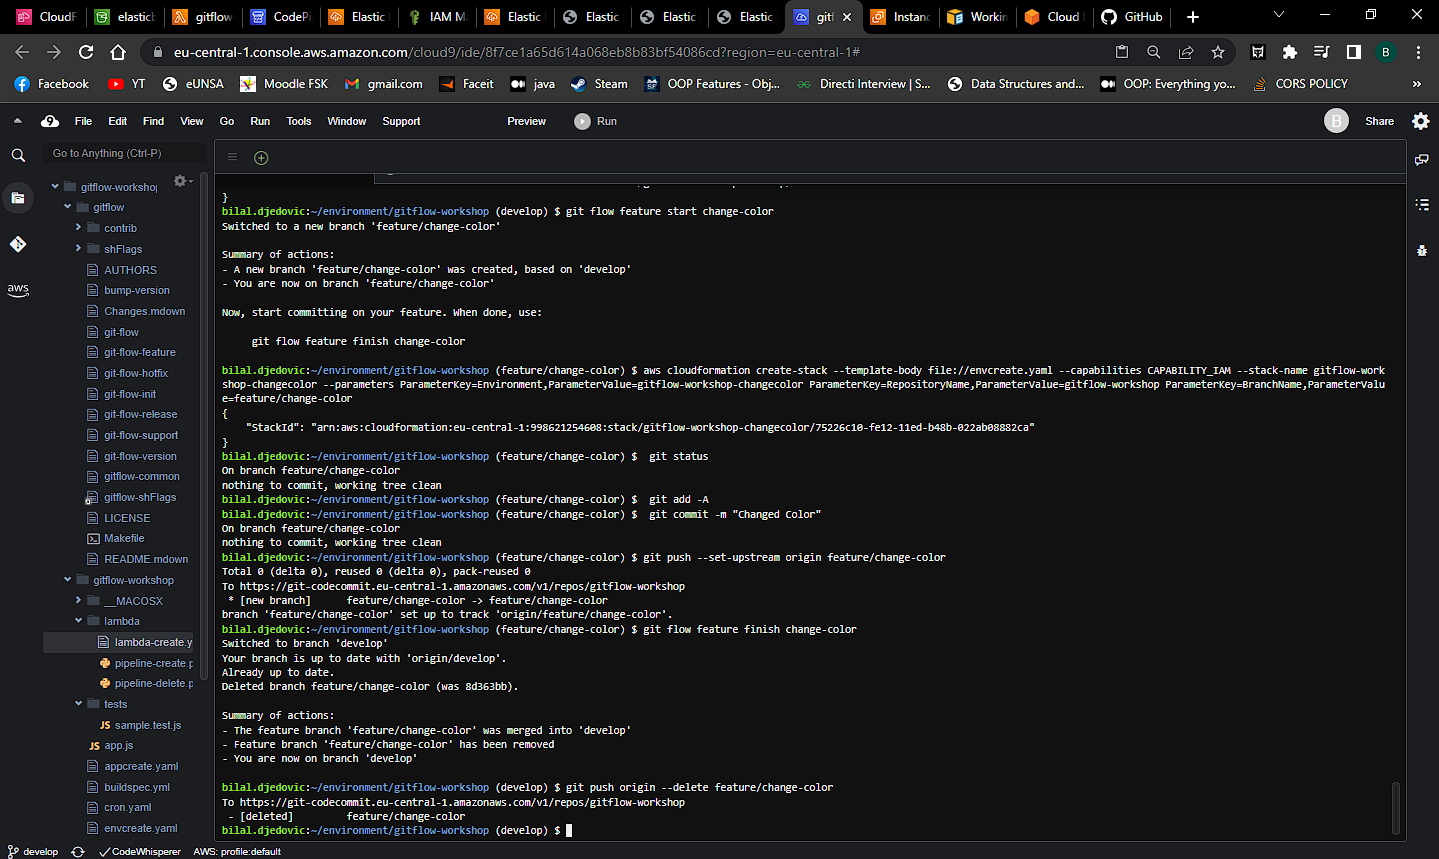 CloudF
elasticb
gitflow
CodePi
Elastic
IAM M
Elastic
Elastic
Elastic
Elastic
gitf
Instanc
Workin
Cloud
GitHub
eu-central-1.console.aws.amazon.com/cloud9/ide/8f7ce1a65d614a068eb8b83bf54086cd?region=eu-central-1#
B
Facebook
YT
eUNSA
Moodle FSK
gmail.com
Faceit
java
Steam
OOP Features - Obj...
Directi Interview | S...
Data Structures and...
OOP: Everything yo...
CORS POLICY
»
9 File Edit Find View Go Run Tools Window Support Preview Run B Share
Go to Anything (Ctrl-P)
gitflow-workshop
gitflow
contrib
shFlags
AUTHORS
bump-version
Changes.mdown
git-flow
git-flow-feature
git-flow-hotfix
git-flow-init
git-flow-release
git-flow-support
git-flow-version
gitflow-common
gitflow-shFlags
LICENSE
Makefile
README.mdown
gitflow-workshop
__MACOSX
lambda
lambda-create.y
pipeline-create.p
pipeline-delete.p
tests
JS sample.test.js
JS app.js
appcreate.yaml
buildspec.yml
cron.yaml
envcreate.yaml
aws
}
bilal.djedovic:~/environment/gitflow-workshop (develop) $ git flow feature start change-color
Switched to a new branch 'feature/change-color'
Summary of actions:
- A new branch 'feature/change-color' was created, based on 'develop'
- You are now on branch 'feature/change-color'
Now, start committing on your feature. When done, use:
git flow feature finish change-color
bilal.djedovic:~/environment/gitflow-workshop (feature/change-color) $ aws cloudformation create-stack --template-body file://envcreate.yaml --capabilities CAPABILITY_IAM --stack-name gitflow-work
shop-changecolor --parameters ParameterKey=Environment,ParameterValue=gitflow-workshop-changecolor ParameterKey=RepositoryName,ParameterValue=gitflow-workshop ParameterKey=BranchName,ParameterValu
e=feature/change-color
{
"StackId": "arn:aws:cloudformation:eu-central-1:998621254608:stack/gitflow-workshop-changecolor/75226c10-fe12-11ed-b48b-022ab08882ca"
}
bilal.djedovic:~/environment/gitflow-workshop (feature/change-color) $  git status
On branch feature/change-color
nothing to commit, working tree clean
bilal.djedovic:~/environment/gitflow-workshop (feature/change-color) $  git add -A
bilal.djedovic:~/environment/gitflow-workshop (feature/change-color) $  git commit -m "Changed Color"
On branch feature/change-color
nothing to commit, working tree clean
bilal.djedovic:~/environment/gitflow-workshop (feature/change-color) $ git push --set-upstream origin feature/change-color
Total 0 (delta 0), reused 0 (delta 0), pack-reused 0
To https://git-codecommit.eu-central-1.amazonaws.com/v1/repos/gitflow-workshop
* [new branch]      feature/change-color -> feature/change-color
branch 'feature/change-color' set up to track 'origin/feature/change-color'.
bilal.djedovic:~/environment/gitflow-workshop (feature/change-color) $ git flow feature finish change-color
Switched to branch 'develop'
Your branch is up to date with 'origin/develop'.
Already up to date.
Deleted branch feature/change-color (was 8d363bb).
Summary of actions:
- The feature branch 'feature/change-color' was merged into 'develop'
- Feature branch 'feature/change-color' has been removed
- You are now on branch 'develop'
bilal.djedovic:~/environment/gitflow-workshop (develop) $ git push origin --delete feature/change-color
To https://git-codecommit.eu-central-1.amazonaws.com/v1/repos/gitflow-workshop
- [deleted]         feature/change-color
bilal.djedovic:~/environment/gitflow-workshop (develop) $
develop CodeWhisperer AWS: profile:default